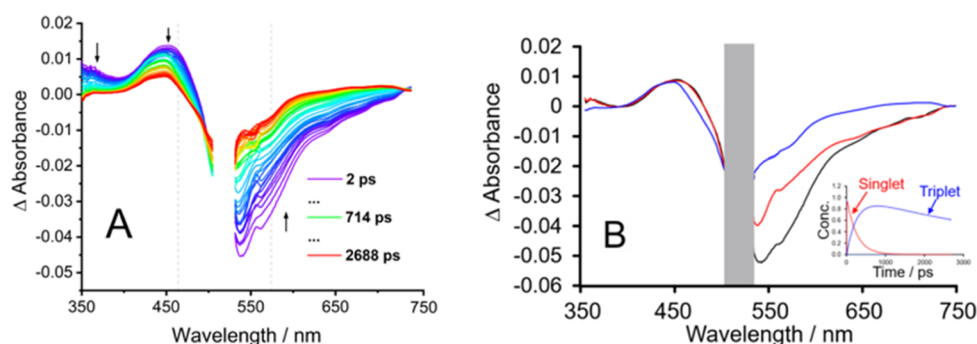 0.02
0.01
0.00
-0.01
-0.02
-0.03
-0.04
-0.05
Δ Absorbance
A
2 ps
...
714 ps
...
2688 ps
350 450 550 650 750
Wavelength / nm
0.02
0.01
0
-0.01
-0.02
-0.03
-0.04
-0.05
-0.06
Δ Absorbance
B
Singlet
Triplet
1.2
1.0
0.8
0.6
0.4
0.2
0.0
Conc.
0 1000 2000 3000
Time / ps
350 450 550 650 750
Wavelength / nm